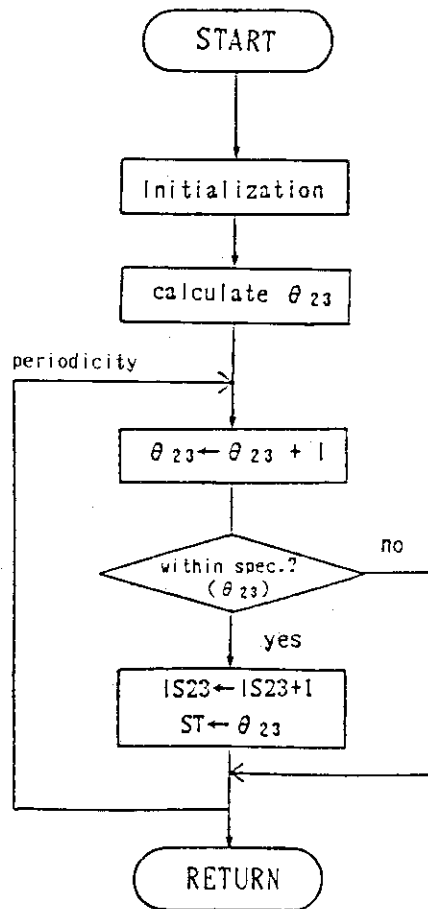 START
Initialization
calculate θ 23
periodicity
θ 23 ← θ 23 + 1
within spec.?
(θ 23)
no
yes
IS23←IS23+1
ST←θ 23
RETURN